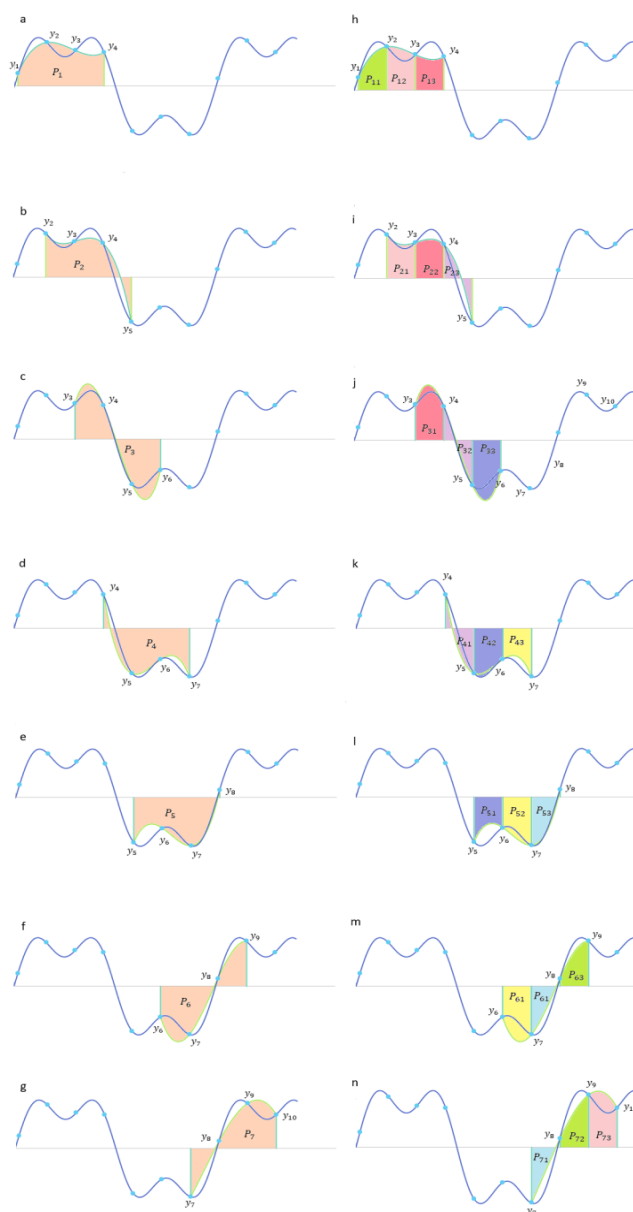 a
y₁ y₂ y₃ y₄
P₁
b
y₂ y₃ y₄
P₂
y₅
c
y₃ y₄
P₃
y₅ y₆
d
y₄
P₄
y₅ y₆ y₇
e
P₅ y₈
y₅ y₆ y₇
f
y₉
y₈
P₆
y₆ y₇
g
y₉
y₁₀
y₈ P₇
y₇
h
y₁ y₂ y₃ y₄
P₁₁ P₁₂ P₁₃
i
y₂ y₃ y₄
P₂₁ P₂₂ P₂₃
y₅
j
y₃ y₄ y₉ y₁₀
P₃₁
P₃₂ P₃₃
y₅ y₆ y₇ y₈
k
y₄
P₄₁ P₄₂ P₄₃
y₅ y₆ y₇
l
y₈
P₅₁ P₅₂ P₅₃
y₅ y₆ y₇
m
y₉
y₈ P₆₃
P₆₁ P₆₁
y₆ y₇
n
y₉
y₈ P₇₂ P₇₃
P₇₁